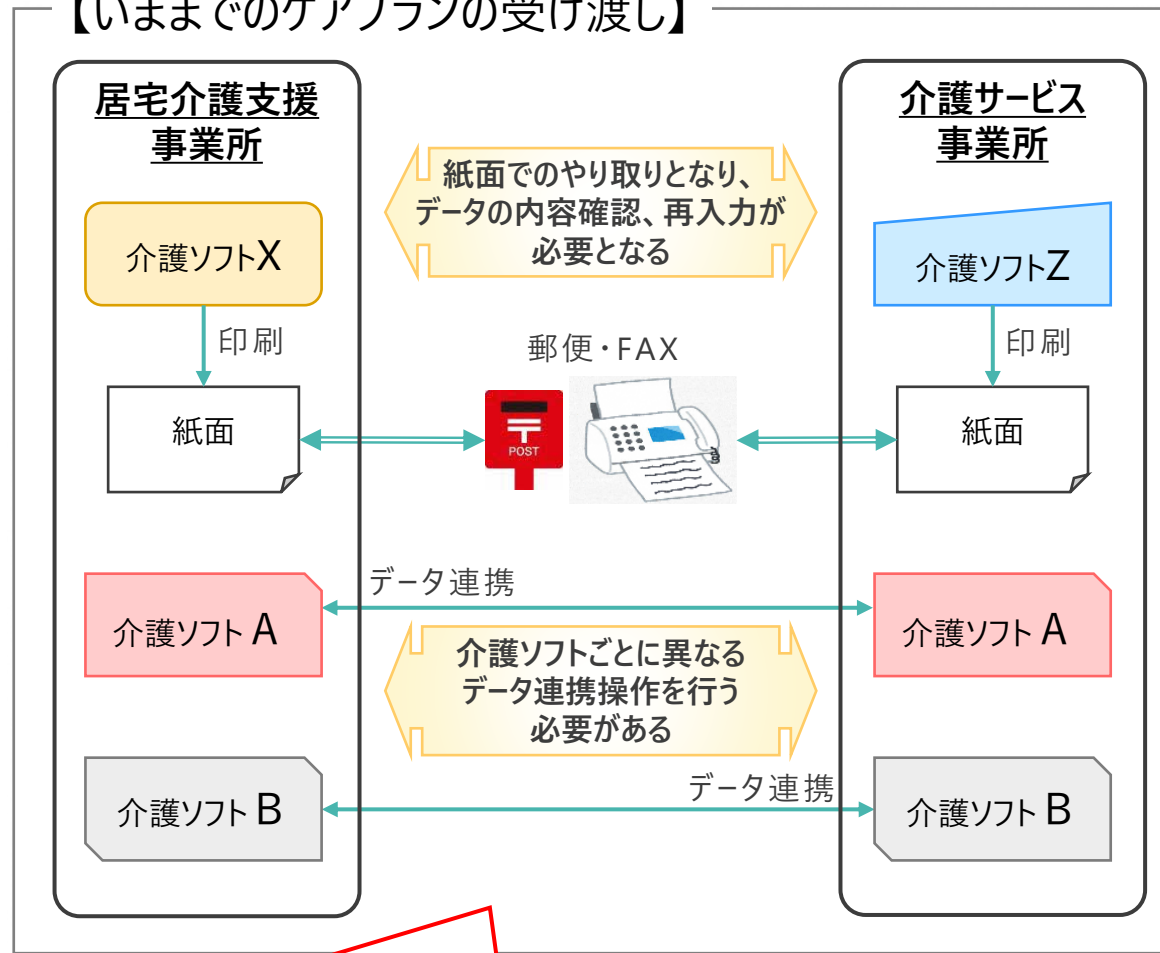 【いままでのケアプランの受け渡し】
居宅介護支援
事業所
介護サービス
事業所
紙面でのやり取りとなり、
データの内容確認、再入力が
必要となる
介護ソフトX
介護ソフトZ
印刷
印刷
郵便・FAX
紙面
〒
POST
紙面
データ連携
介護ソフト A
介護ソフト A
介護ソフトごとに異なる
データ連携操作を行う
必要がある
データ連携
介護ソフト B
介護ソフト B